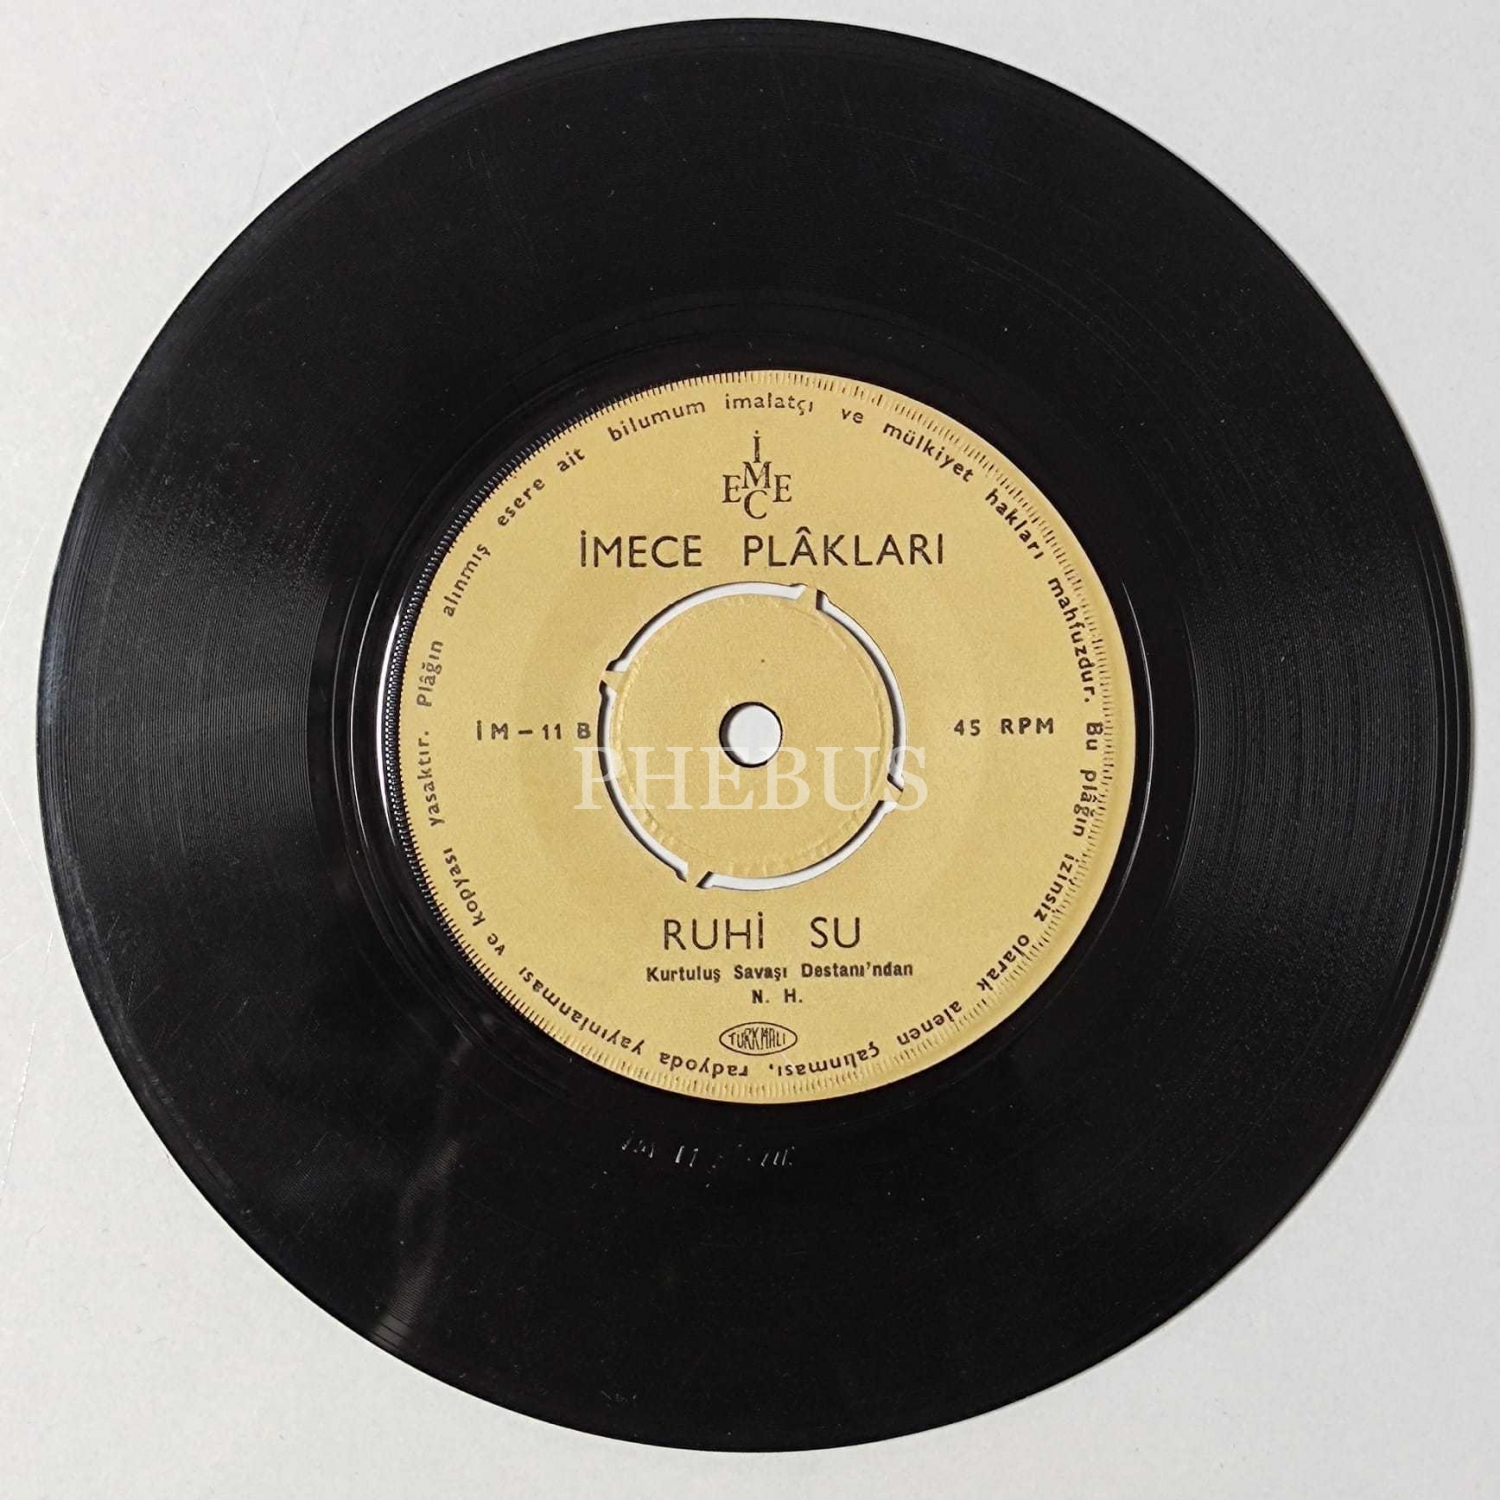 Plâğın alınmış esere ait bilumum imalatçı ve mülkiyet hakları mahfuzdur. Bu plâğın izinsiz olarak alenen çalınması, radyoda yayınlanması ve kopyası yasaktır.
İMECE
İMECE PLÂKLARI
İM-11 B
45 RPM
PHEBUS
RUHİ SU
Kurtuluş Savaşı Destanı'ndan
N. H.
TÜRK MALI